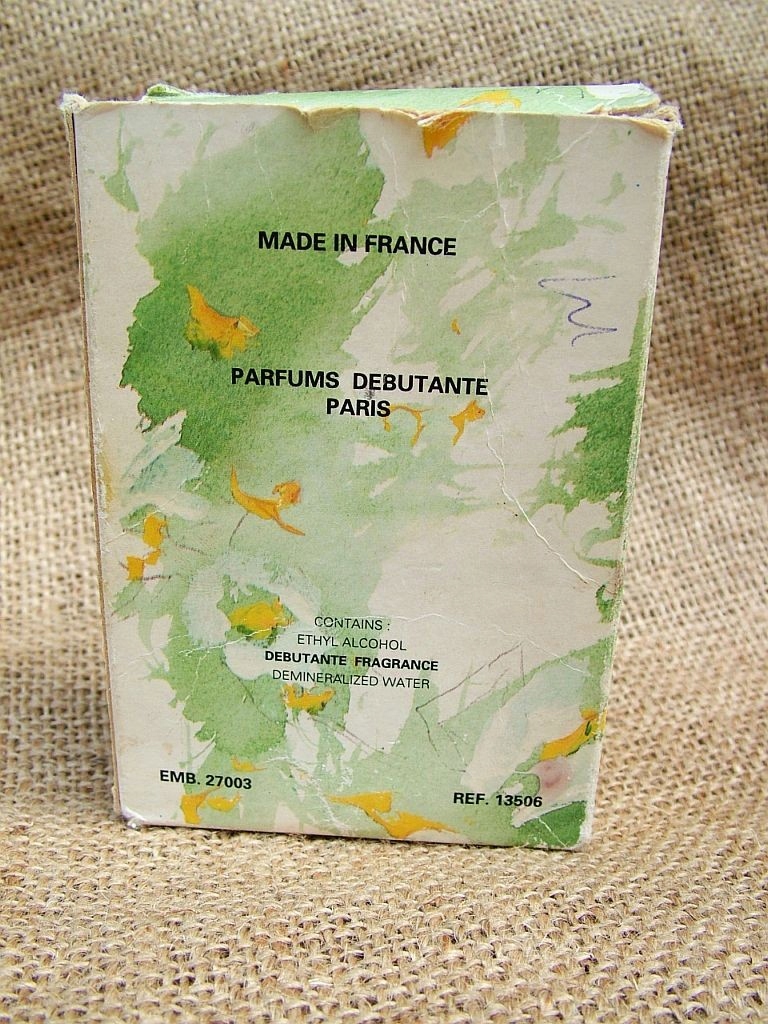 MADE IN FRANCE
PARFUMS DEBUTANTE
PARIS
CONTAINS :
ETHYL ALCOHOL
DEBUTANTE FRAGRANCE
DEMINERALIZED WATER
EMB. 27003
REF. 13506